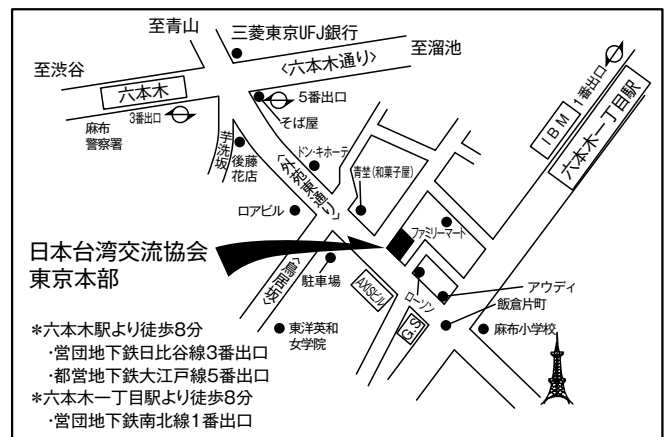 至青山
三菱東京UFJ銀行
至溜池
〈六本木通り〉
至渋谷
六本木
5番出口
3番出口
そば屋
麻布
警察署
芋洗坂
後藤
花店
ドン・キホーテ
〈外苑東通り〉
青埜(和菓子屋)
ロアビル
ファミリーマート
IBM
1番出口
六本木一丁目駅
日本台湾交流協会
東京本部
〈鳥居坂〉
駐車場
AXISビル
ローソン
アウディ
G.S
飯倉片町
東洋英和
女学院
麻布小学校
*六本木駅より徒歩8分
・営団地下鉄日比谷線3番出口
・都営地下鉄大江戸線5番出口
*六本木一丁目駅より徒歩8分
・営団地下鉄南北線1番出口